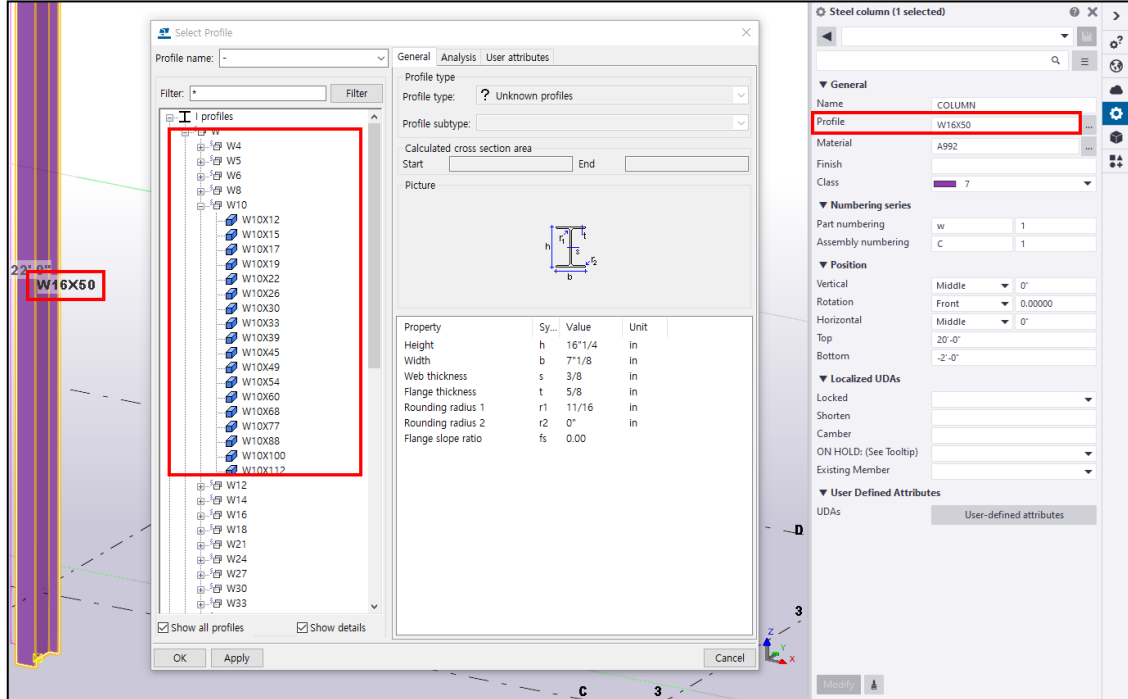 22'-0"
W16X50
Select Profile
Profile name: -
Filter: * Filter
I profiles
W
W4
W5
W6
W8
W10
W10X12
W10X15
W10X17
W10X19
W10X22
W10X26
W10X30
W10X33
W10X39
W10X45
W10X49
W10X54
W10X60
W10X68
W10X77
W10X88
W10X100
W10X112
W12
W14
W16
W18
W21
W24
W27
W30
W33
Show all profiles Show details
OK Apply Cancel
General Analysis User attributes
Profile type
Profile type: ? Unknown profiles
Profile subtype:
Calculated cross section area
Start End
Picture
h r1 t s r2 b
Property Sy... Value Unit
Height h 16"1/4 in
Width b 7"1/8 in
Web thickness s 3/8 in
Flange thickness t 5/8 in
Rounding radius 1 r1 11/16 in
Rounding radius 2 r2 0" in
Flange slope ratio fs 0.00
D
3
Z
Y
X
C 3
Steel column (1 selected)
General
Name COLUMN
Profile W16X50 ...
Material A992 ...
Finish
Class 7
Numbering series
Part numbering w 1
Assembly numbering C 1
Position
Vertical Middle 0"
Rotation Front 0.00000
Horizontal Middle 0"
Top 20'-0"
Bottom -2'-0"
Localized UDAs
Locked
Shorten
Camber
ON HOLD: (See Tooltip)
Existing Member
User Defined Attributes
UDAs User-defined attributes
Modify